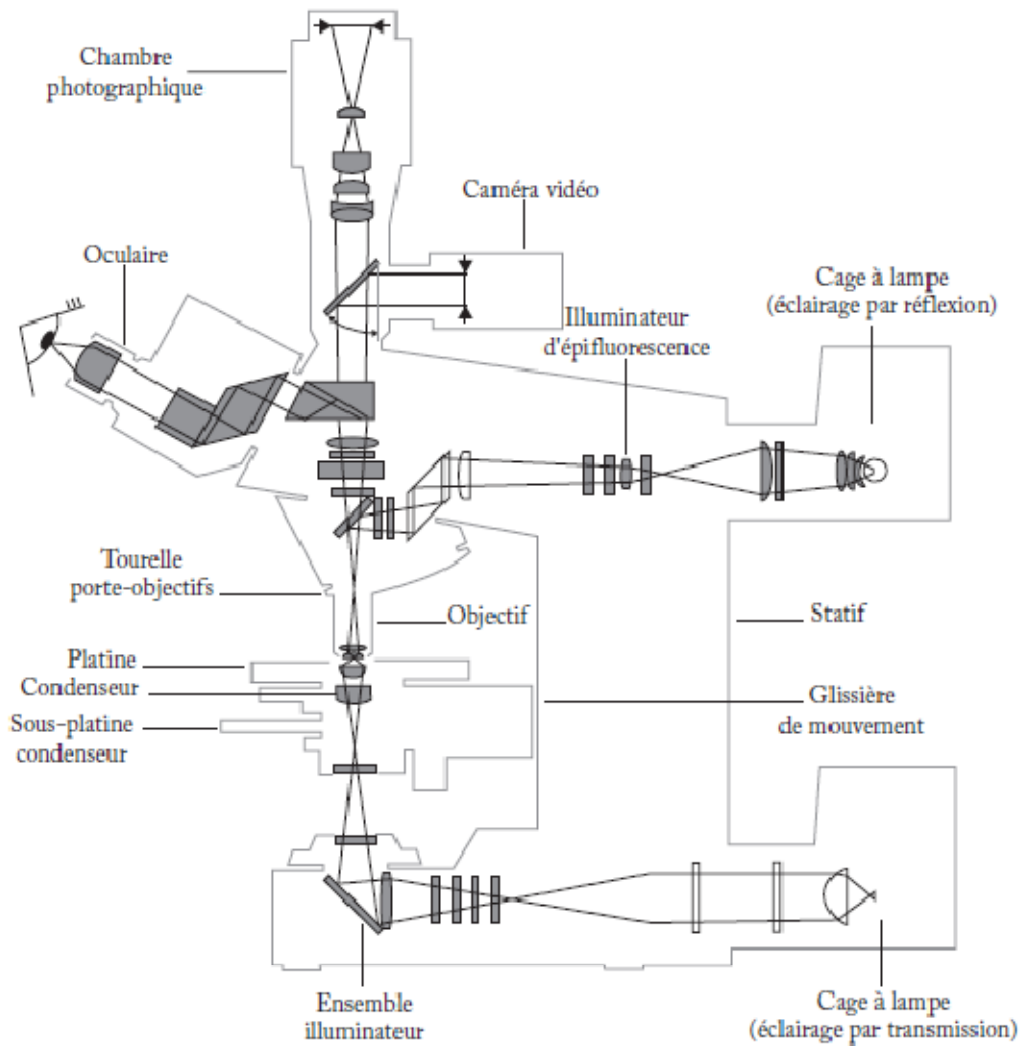 Chambre
photographique
Caméra vidéo
Oculaire
Cage à lampe
(éclairage par réflexion)
Illuminateur
d'épifluorescence
Tourelle
porte-objectifs
Objectif
Statif
Platine
Condenseur
Glissière
de mouvement
Sous-platine
condenseur
Ensemble
illuminateur
Cage à lampe
(éclairage par transmission)